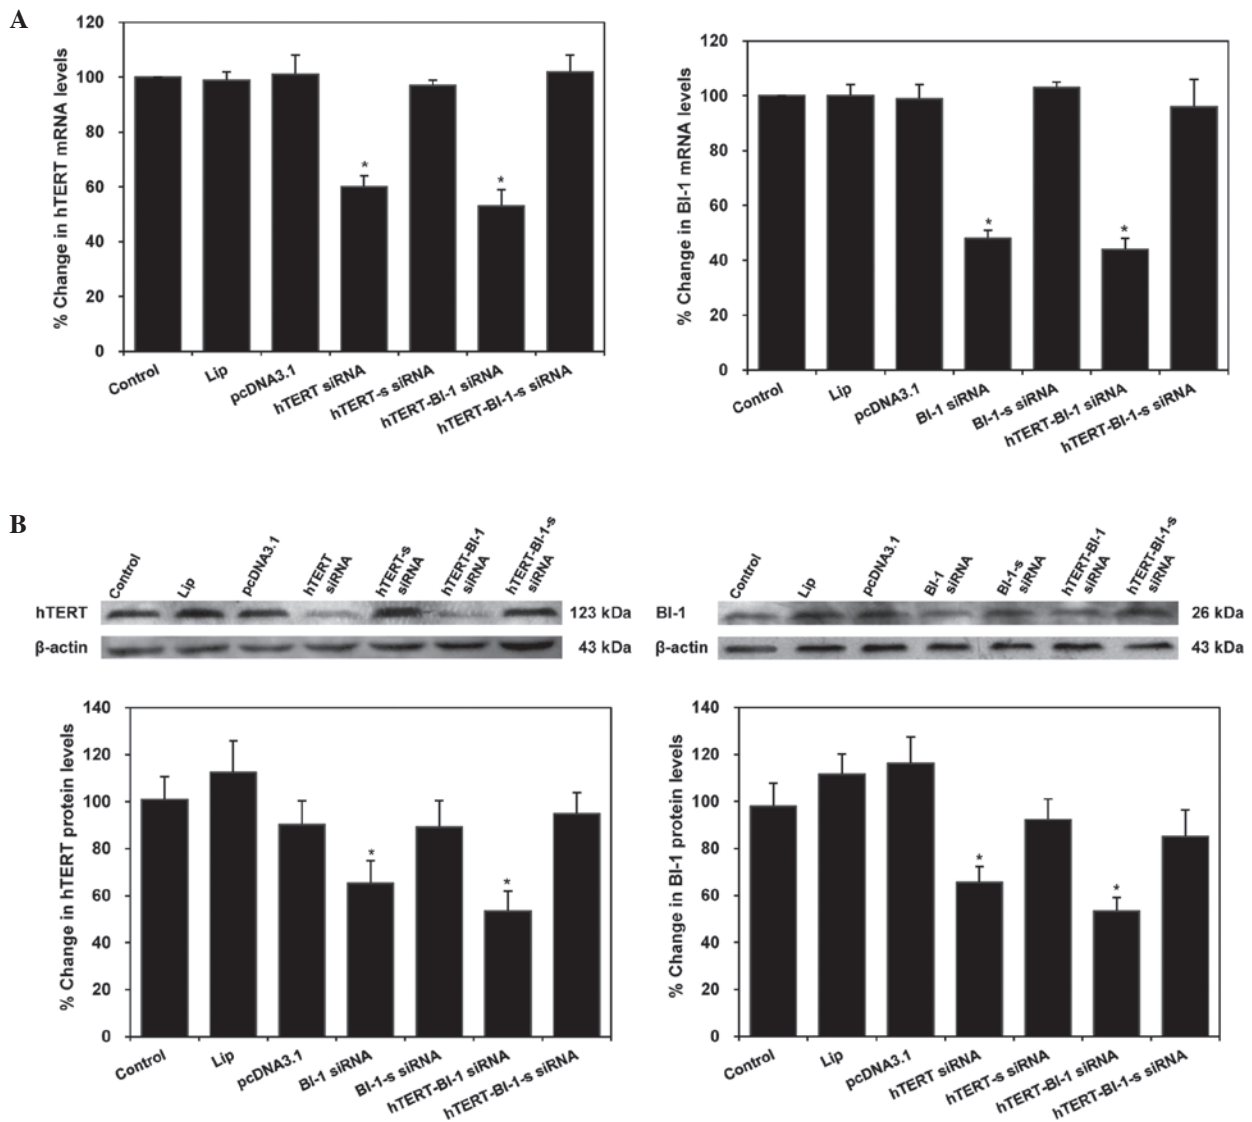 A
120
100
80
60
40
20
0
% Change in hTERT mRNA levels
*
*
Control
Lip
pcDNA3.1
hTERT siRNA
hTERT-s siRNA
hTERT-BI-1 siRNA
hTERT-BI-1-s siRNA
120
100
80
60
40
20
0
% Change in BI-1 mRNA levels
*
*
Control
Lip
pcDNA3.1
BI-1 siRNA
BI-1-s siRNA
hTERT-BI-1 siRNA
hTERT-BI-1-s siRNA
B
Control
Lip
pcDNA3.1
hTERT
siRNA
hTERT-s
siRNA
hTERT-BI-1
siRNA
hTERT-BI-1-s
siRNA
hTERT
123 kDa
β-actin
43 kDa
Control
Lip
pcDNA3.1
BI-1
siRNA
BI-1-s
siRNA
hTERT-BI-1
siRNA
hTERT-BI-1-s
siRNA
BI-1
26 kDa
β-actin
43 kDa
140
120
100
80
60
40
20
0
% Change in hTERT protein levels
*
*
Control
Lip
pcDNA3.1
BI-1 siRNA
BI-1-s siRNA
hTERT-BI-1 siRNA
hTERT-BI-1-s siRNA
140
120
100
80
60
40
20
0
% Change in BI-1 protein levels
*
*
Control
Lip
pcDNA3.1
hTERT siRNA
hTERT-s siRNA
hTERT-BI-1 siRNA
hTERT-BI-1-s siRNA